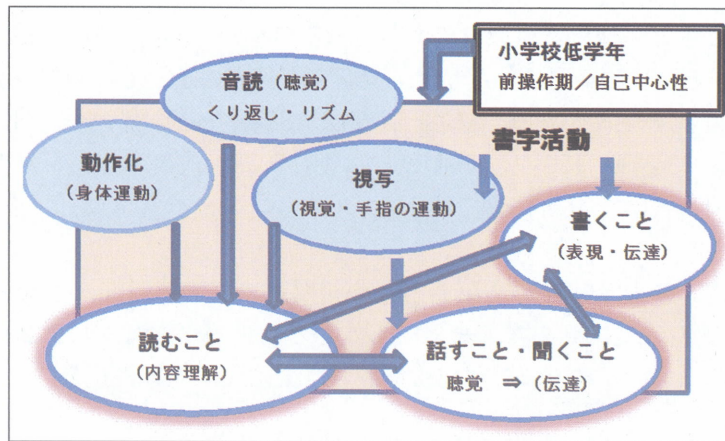 小学校低学年
前操作期／自己中心性
音読（聴覚）
くり返し・リズム
書字活動
動作化
（身体運動）
視写
（視覚・手指の運動）
書くこと
（表現・伝達）
読むこと
（内容理解）
話すこと・聞くこと
聴覚 ⇒（伝達）